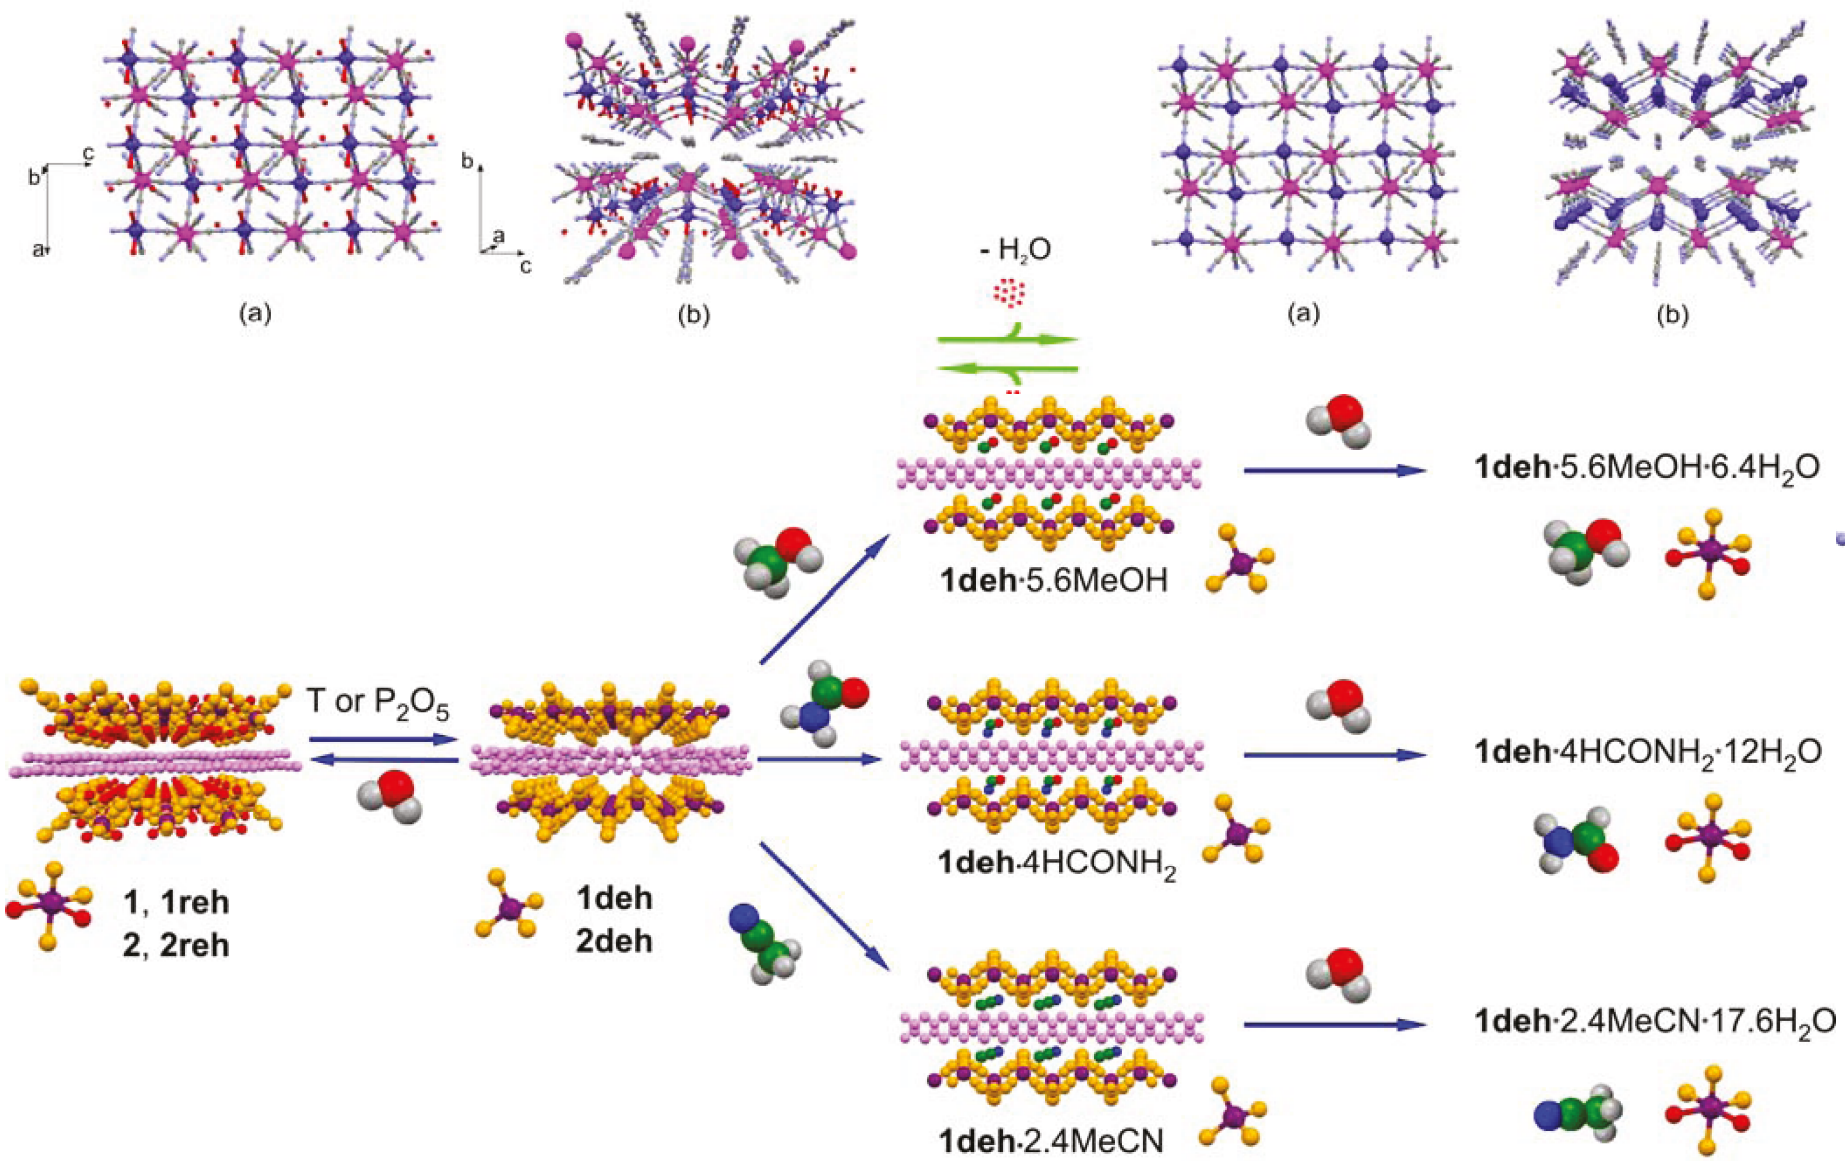 c
b
a
(a)
b
a
c
(b)
- H₂O
(a)
(b)
1deh·5.6MeOH
1deh·5.6MeOH·6.4H₂O
T or P₂O₅
1, 1reh
2, 2reh
1deh
2deh
1deh·4HCONH₂
1deh·4HCONH₂·12H₂O
1deh·2.4MeCN
1deh·2.4MeCN·17.6H₂O